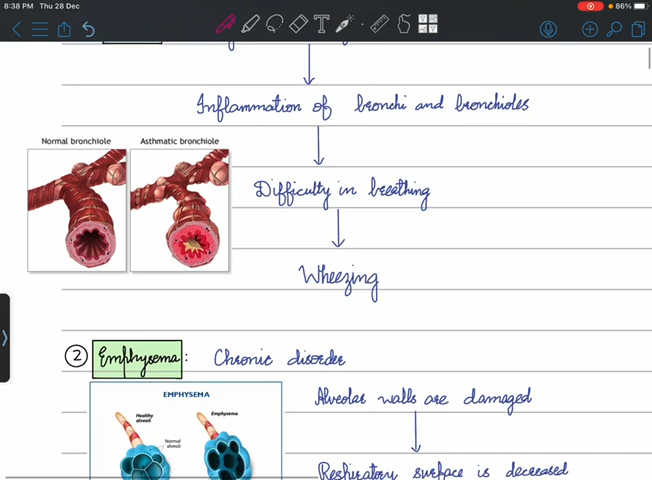 8:38 PM Thu 28 Dec
86%
Inflammation of bronchi and bronchioles
Normal bronchiole
Asthmatic bronchiole
Difficulty in breathing
Wheezing
2 Emphysema : Chronic disorder
EMPHYSEMA
Healthy alveoli
Emphysema
Normal alveoli
Alveolar walls are damaged
Respiratory surface is decreased